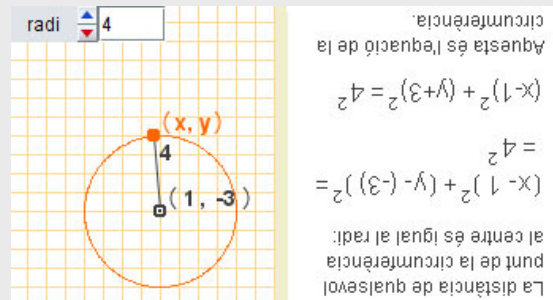 radi 4
(x, y)
4
(1, -3)
La distància de qualsevol
punt de la circumferència
al centre és igual al radi:
(x- 1 )² + (y- (-3) )² =
= 4²
(x-1)² + (y+3)² = 4²
Aquesta és l'equació de la
circumferència.